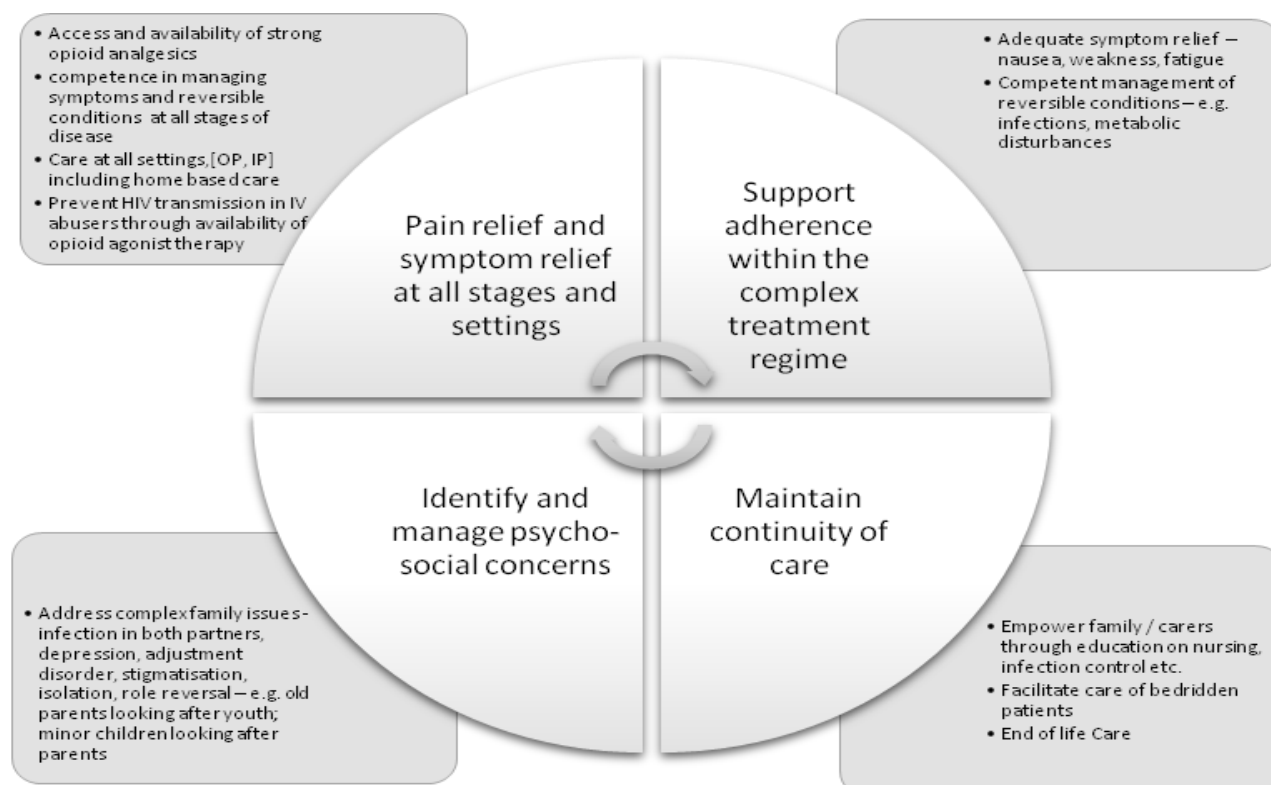 • Access and availability of strong
opioid analgesics
• competence in managing
symptoms and reversible
conditions at all stages of
disease
• Care at all settings,[OP, IP]
including home based care
• Prevent HIV transmission in IV
abusers through availability of
opioid agonist therapy
• Adequate symptom relief –
nausea, weakness, fatigue
• Competent management of
reversible conditions – e.g.
infections, metabolic
disturbances
Pain relief and
symptom relief
at all stages and
settings
Support
adherence
within the
complex
treatment
regime
Identify and
manage psycho-
social concerns
Maintain
continuity of
care
• Address complex family issues-
infection in both partners,
depression, adjustment
disorder, stigmatisation,
isolation, role reversal – e.g. old
parents looking after youth;
minor children looking after
parents
• Empower family / carers
through education on nursing,
infection control etc.
• Facilitate care of bedridden
patients
• End of life Care